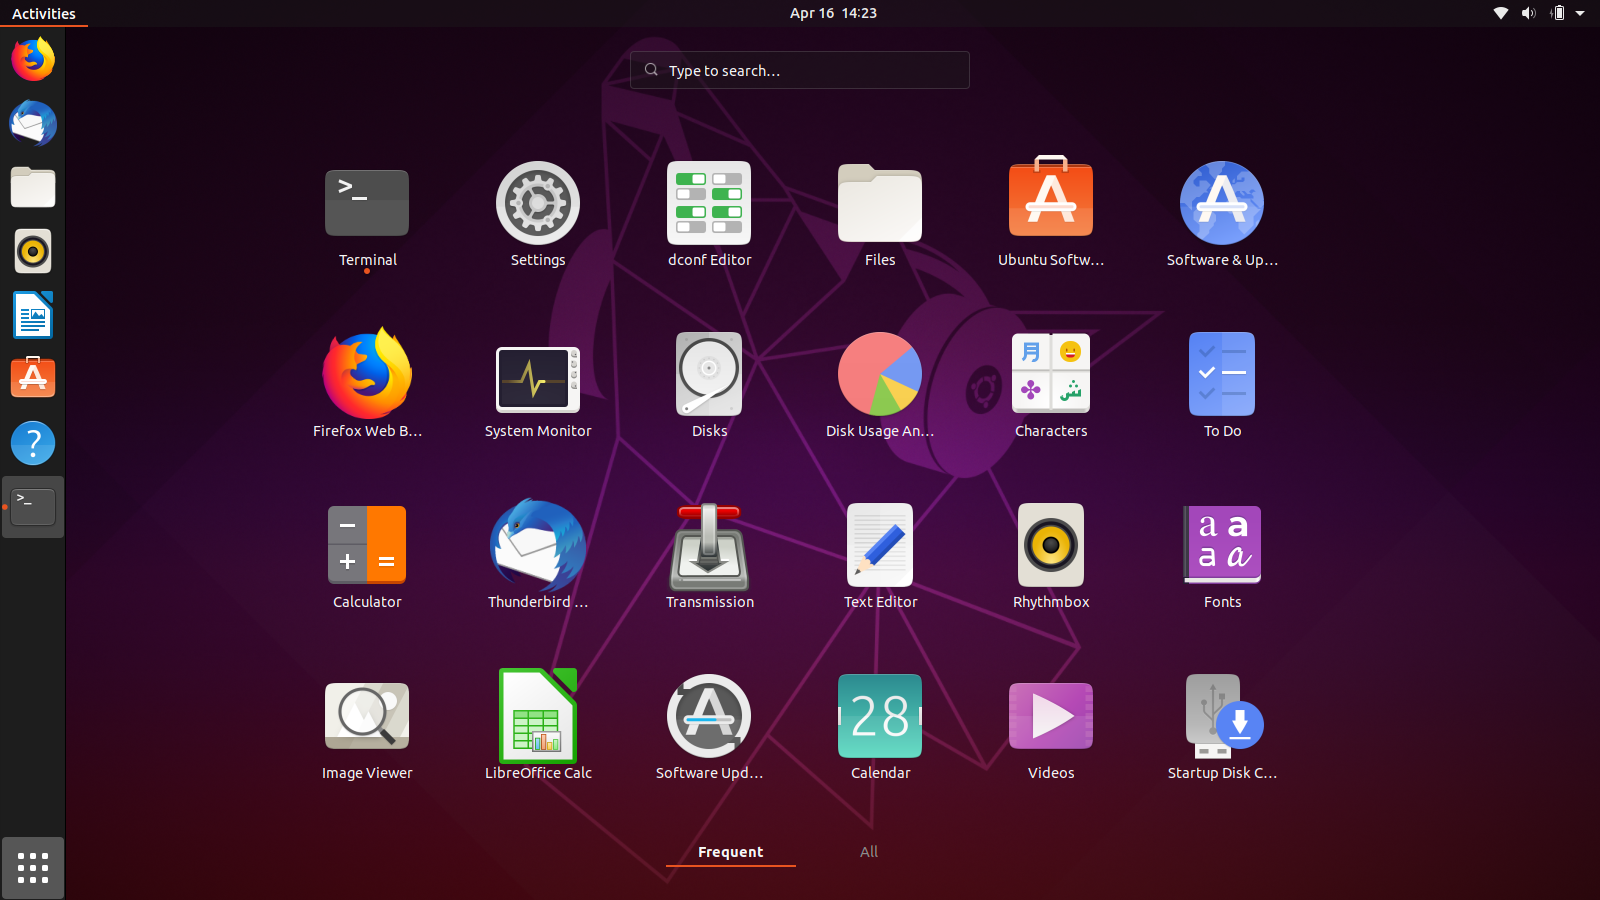 Activities
Apr 16 14:23
Type to search...
Terminal
Settings
dconf Editor
Files
Ubuntu Softw...
Software & Up...
Firefox Web B...
System Monitor
Disks
Disk Usage An...
Characters
To Do
Calculator
Thunderbird ...
Transmission
Text Editor
Rhythmbox
Fonts
28
Image Viewer
LibreOffice Calc
Software Upd...
Calendar
Videos
Startup Disk C...
Frequent
All